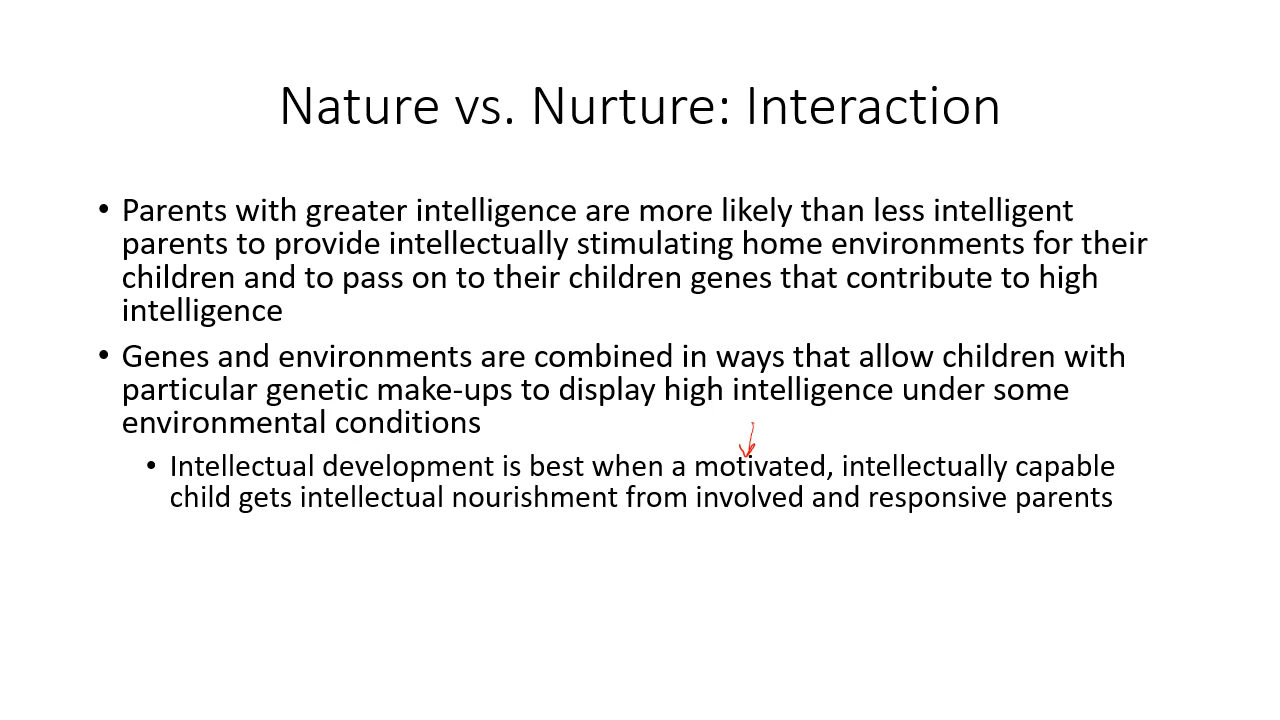 Nature vs. Nurture: Interaction
• Parents with greater intelligence are more likely than less intelligent
parents to provide intellectually stimulating home environments for their
children and to pass on to their children genes that contribute to high
intelligence
• Genes and environments are combined in ways that allow children with
particular genetic make-ups to display high intelligence under some
environmental conditions
• Intellectual development is best when a motivated, intellectually capable
child gets intellectual nourishment from involved and responsive parents